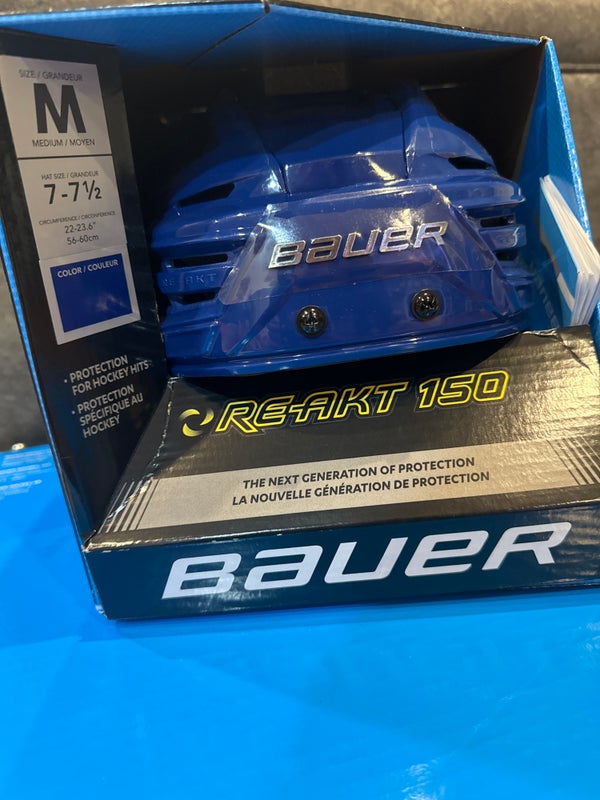 SIZE / GRANDEUR
M
MEDIUM / MOYEN
HAT SIZE / GRANDEUR
7-7 1/2
CIRCUMFERENCE / CIRCONFÉRENCE
22-23.6"
56-60cm
COLOR / COULEUR
• PROTECTION
FOR HOCKEY HITS
• PROTECTION
SPÉCIFIQUE AU
HOCKEY
BAUER
RE-AKT 150
THE NEXT GENERATION OF PROTECTION
LA NOUVELLE GÉNÉRATION DE PROTECTION
BAUER